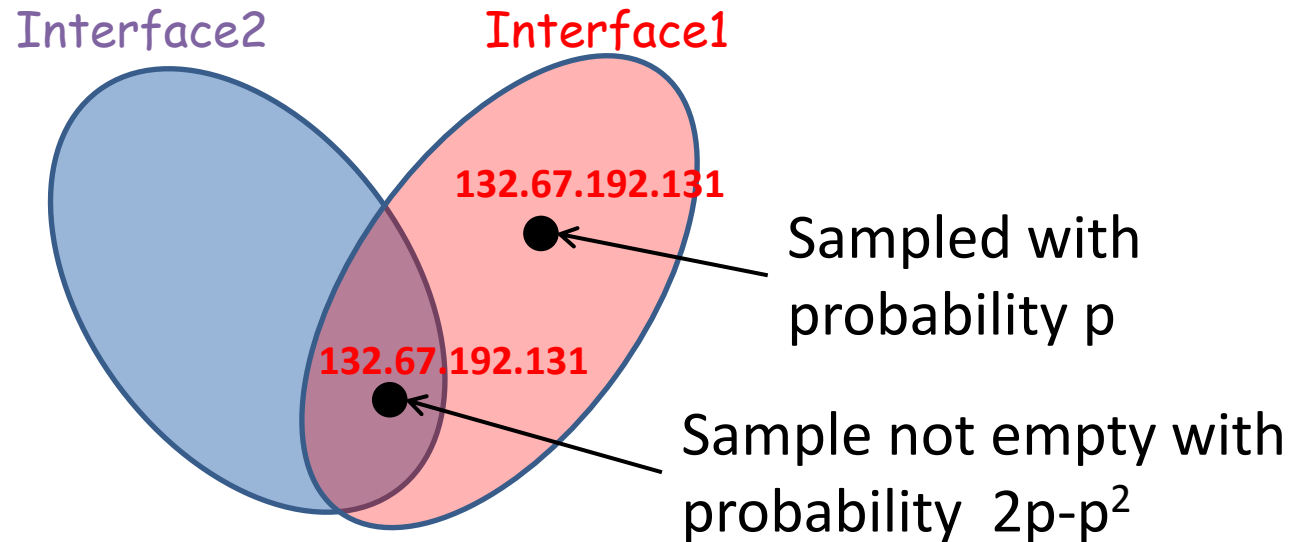 Interface2
Interface1
132.67.192.131
Sampled with
probability p
132.67.192.131
Sample not empty with
probability 2p-p²